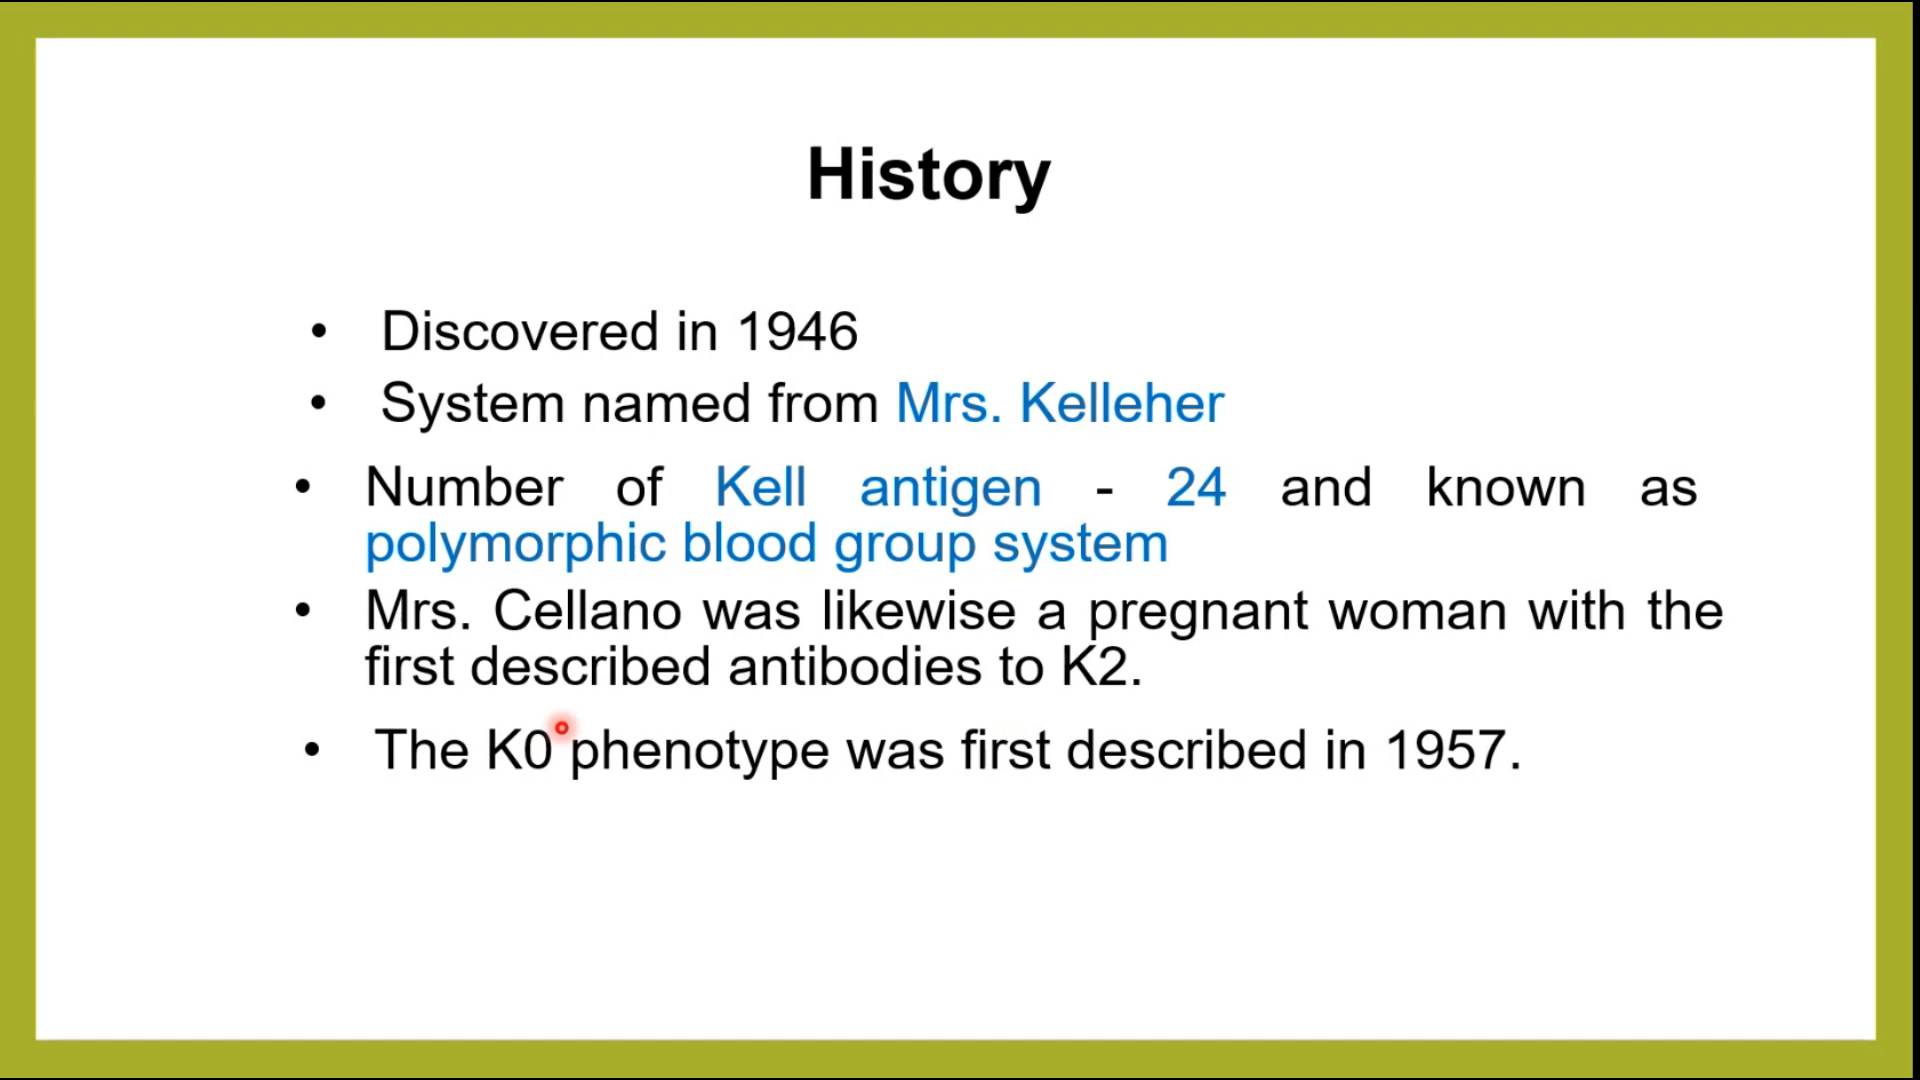 History
• Discovered in 1946
• System named from Mrs. Kelleher
• Number of Kell antigen - 24 and known as
polymorphic blood group system
• Mrs. Cellano was likewise a pregnant woman with the
first described antibodies to K2.
• The K0 phenotype was first described in 1957.